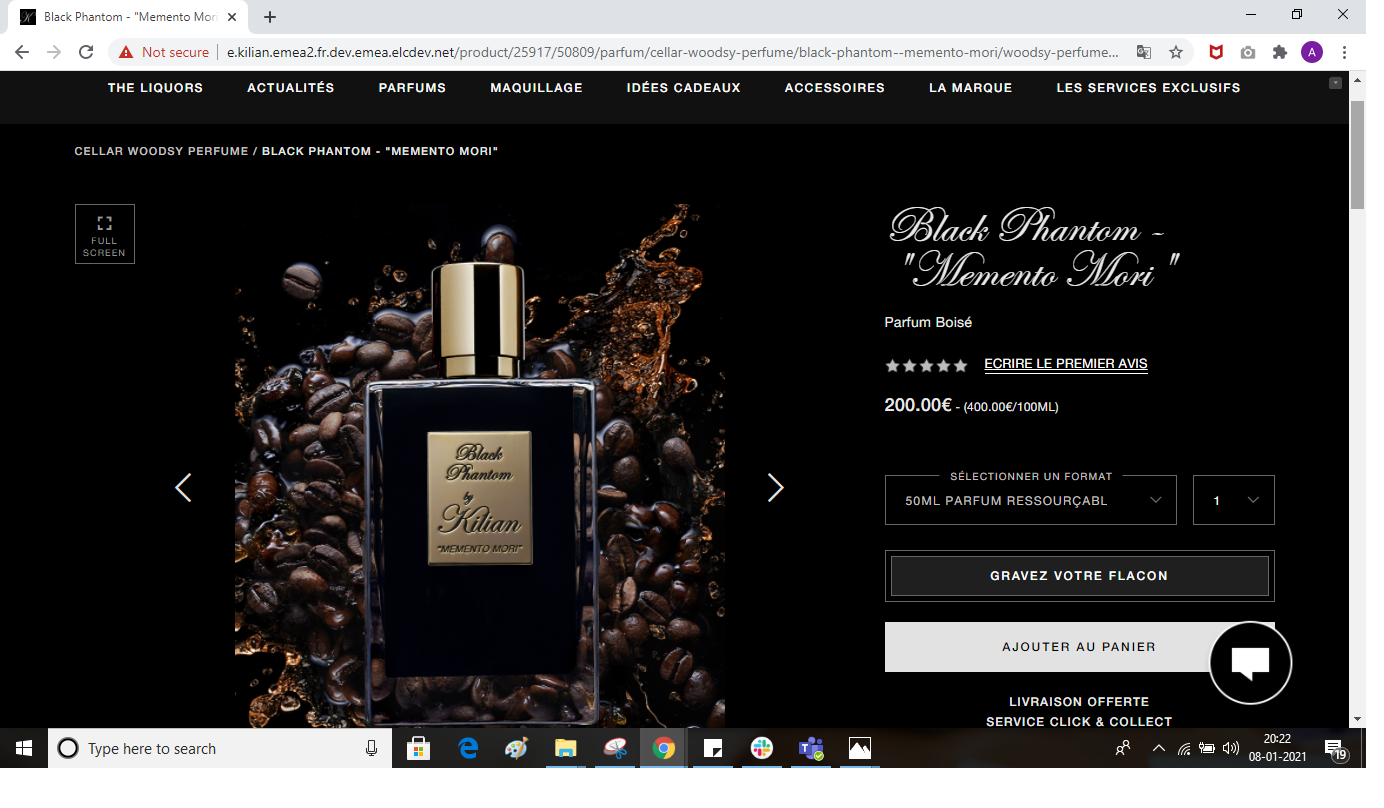 Black Phantom - "Memento Mori
Not secure
e.kilian.emea2.fr.dev.emea.elcdev.net/product/25917/50809/parfum/cellar-woodsy-perfume/black-phantom--memento-mori/woodsy-perfume...
A
THE LIQUORS ACTUALITÉS PARFUMS MAQUILLAGE IDÉES CADEAUX ACCESSOIRES LA MARQUE LES SERVICES EXCLUSIFS
CELLAR WOODSY PERFUME / BLACK PHANTOM - "MEMENTO MORI"
FULL
SCREEN
Black
Phantom
by
Kilian
"MEMENTO MORI"
Black Phantom -
"Memento Mori "
Parfum Boisé
ECRIRE LE PREMIER AVIS
200.00€ - (400.00€/100ML)
SÉLECTIONNER UN FORMAT
50ML PARFUM RESSOURÇABL
1
GRAVEZ VOTRE FLACON
AJOUTER AU PANIER
LIVRAISON OFFERTE
SERVICE CLICK & COLLECT
Type here to search
20:22
08-01-2021
19